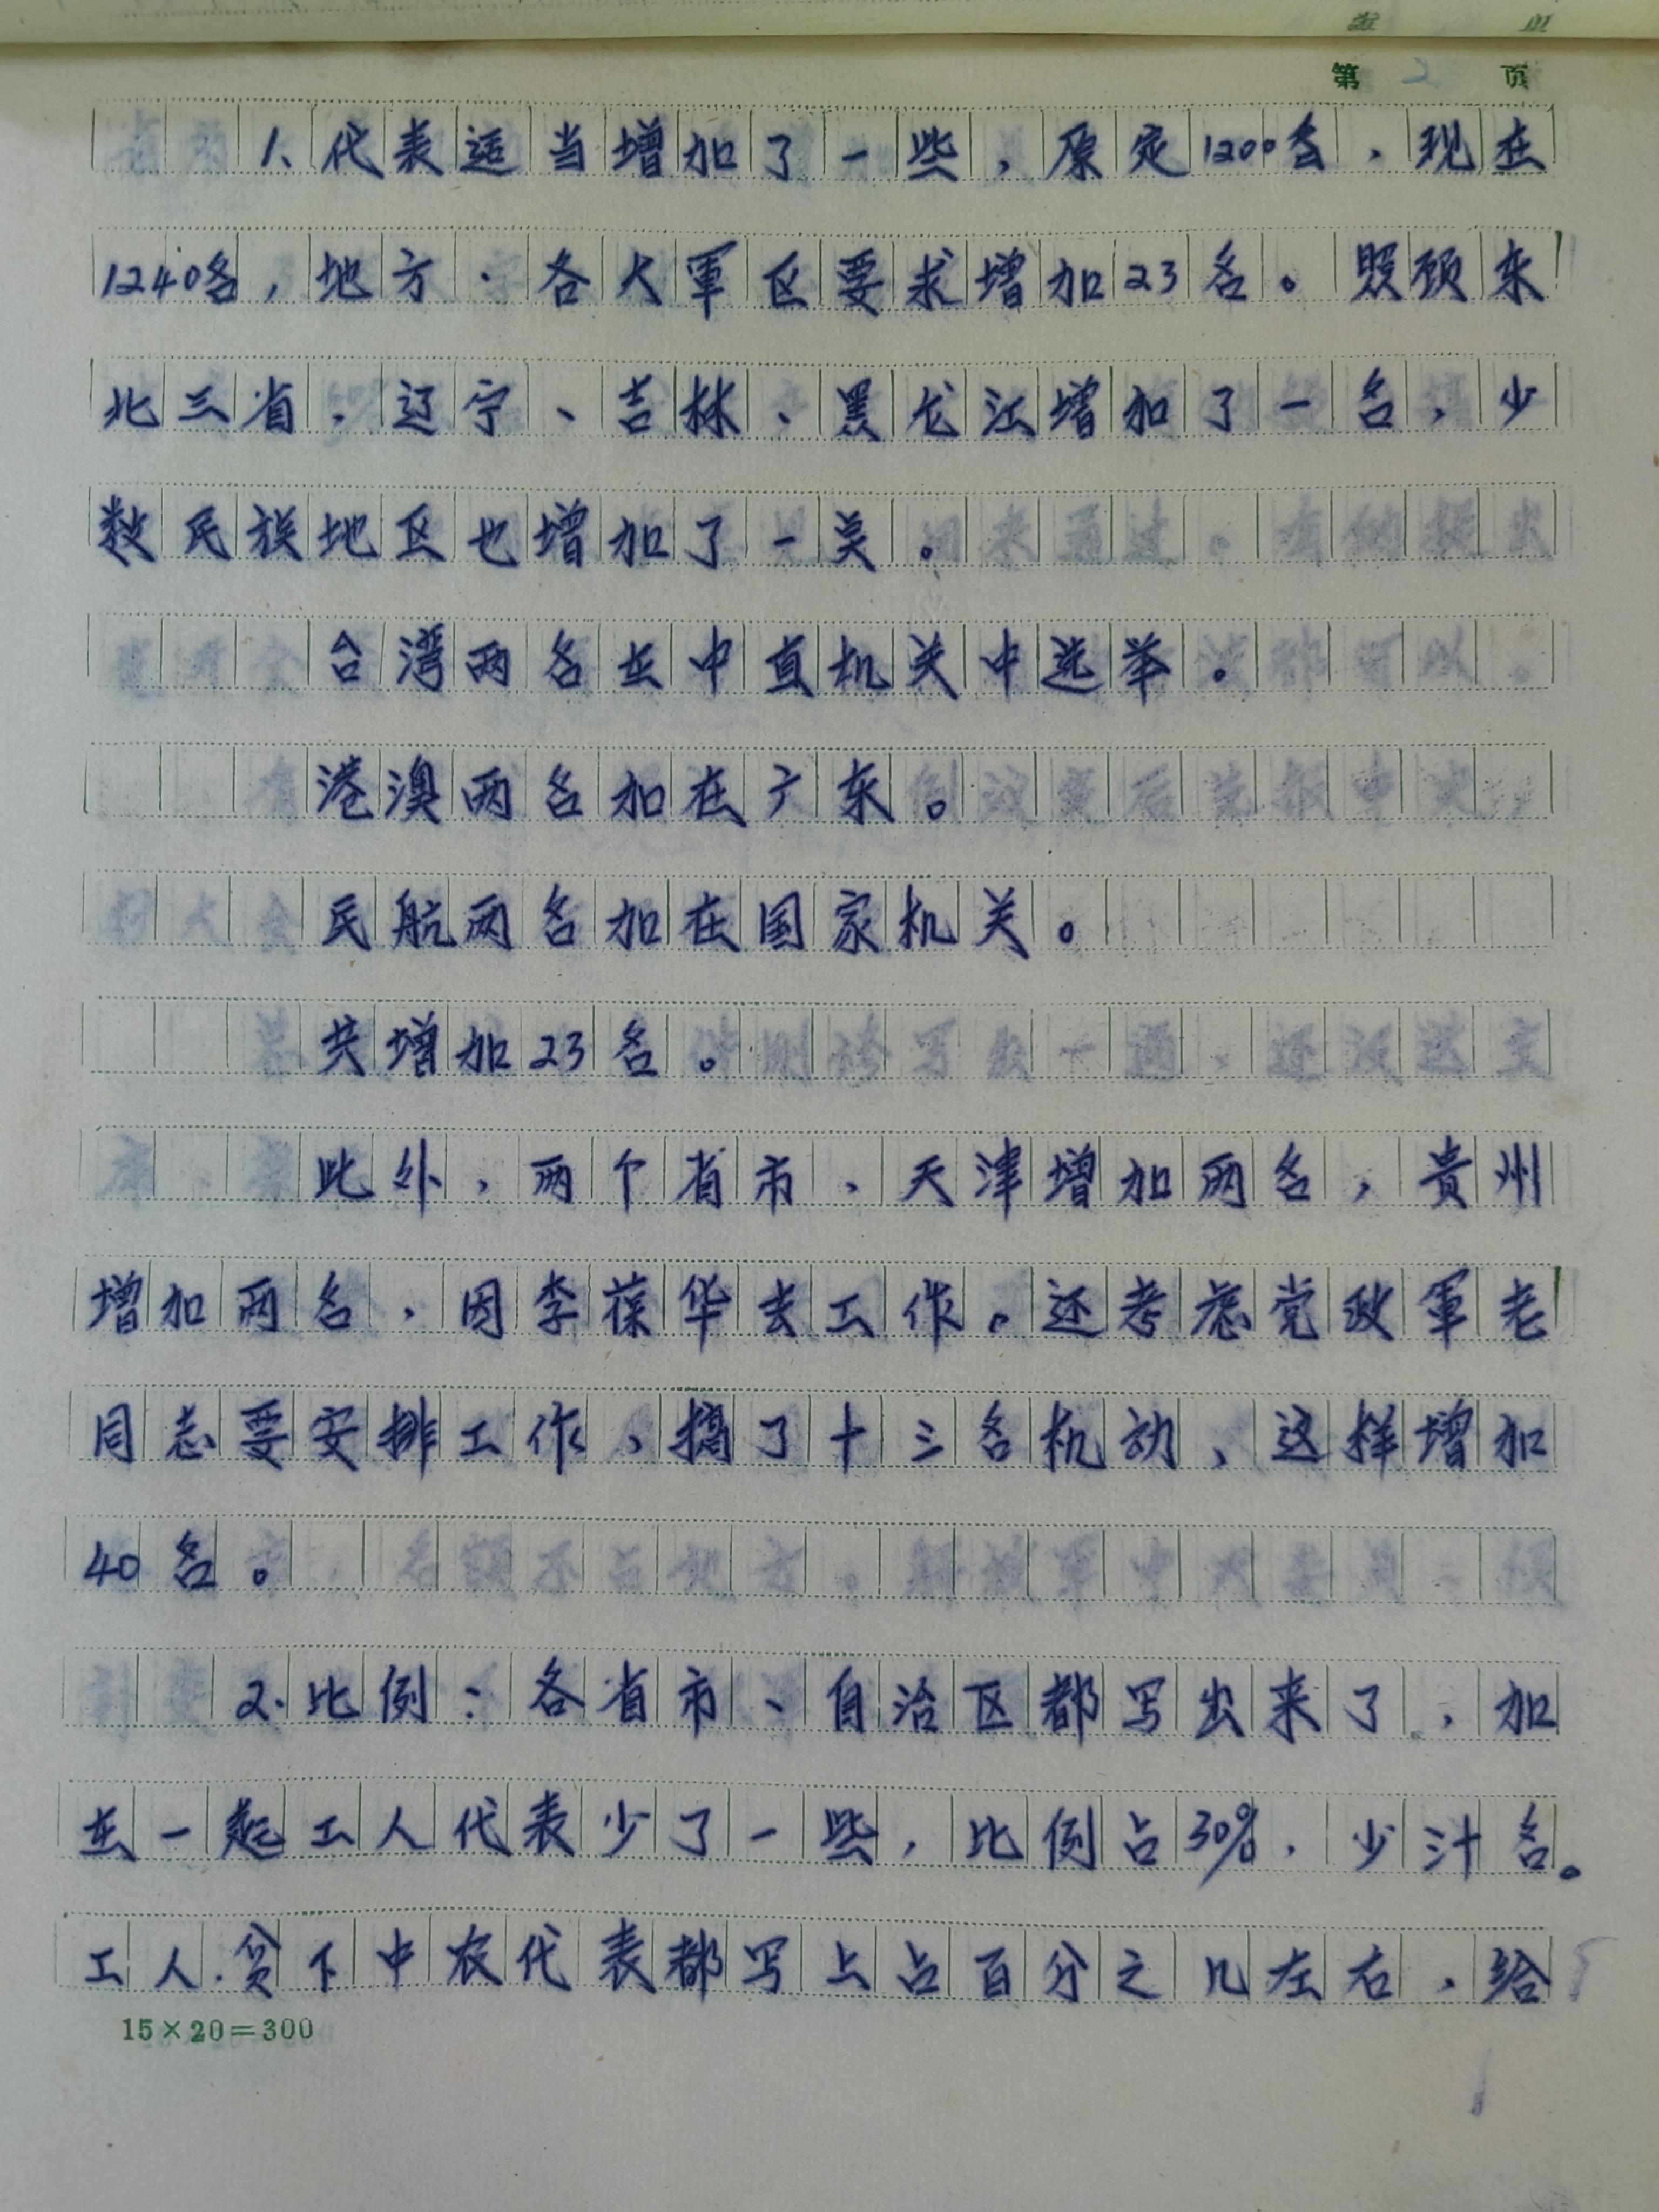 第 2 页
1、代表适当增加了一些，原定1200名，现在
1240名，地方、各大军区要求增加23名。照顾东
北三省，辽宁、吉林、黑龙江增加了一名，少
数民族地区也增加了一美。
台湾两名在中直机关中选举。
港澳两名加在广东。
民航两名加在国家机关。
共增加23名。
此外，两个省市，天津增加两名，贵州
增加两名，因李葆华去工作。还考虑党政军老
同志要安排工作，搞了十三名机动，这样增加
40名。
2.比例：各省市、自治区都写出来了，加
在一起工人代表少了一些，比例占30%，少汁名。
工人.贫下中农代表都写上占百分之几左右，给
15×20=300